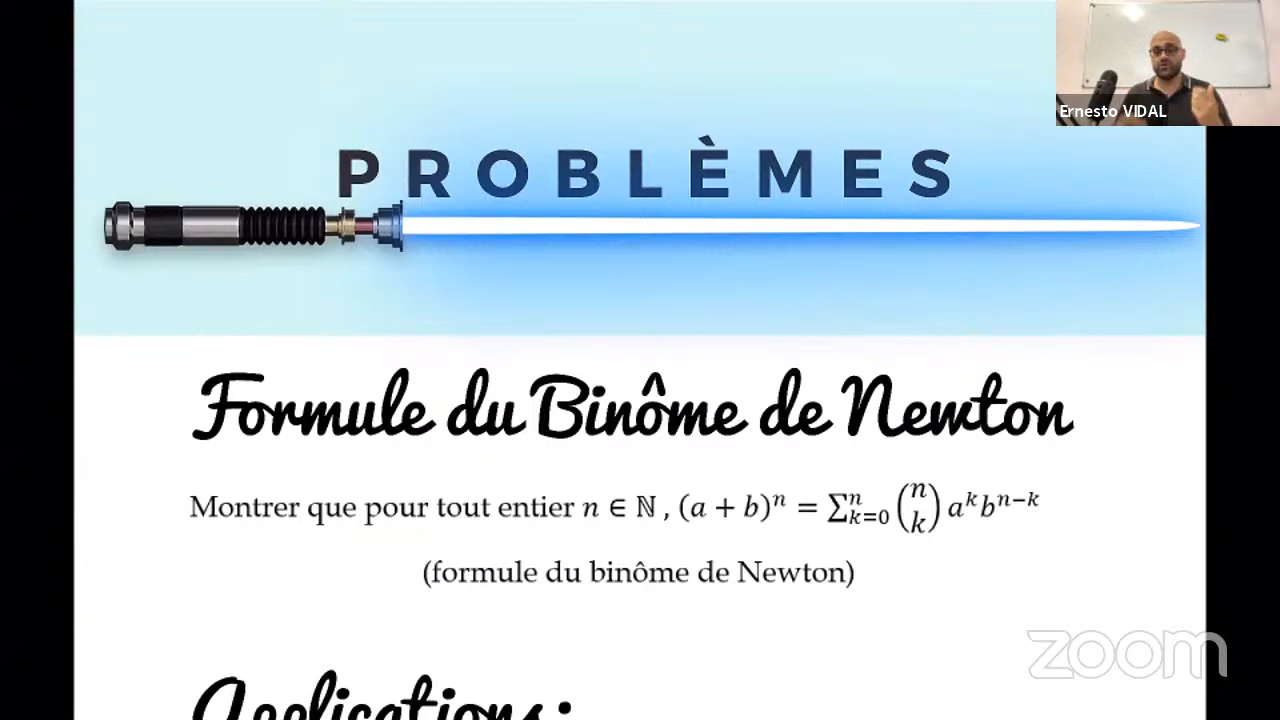 Ernesto VIDAL
PROBLÈMES
Formule du Binôme de Newton
Montrer que pour tout entier n ∈ ℕ , (a + b)ⁿ = ∑ⁿₖ₌₀ (n k) aᵏbⁿ⁻ᵏ
(formule du binôme de Newton)
zoom
Applications :